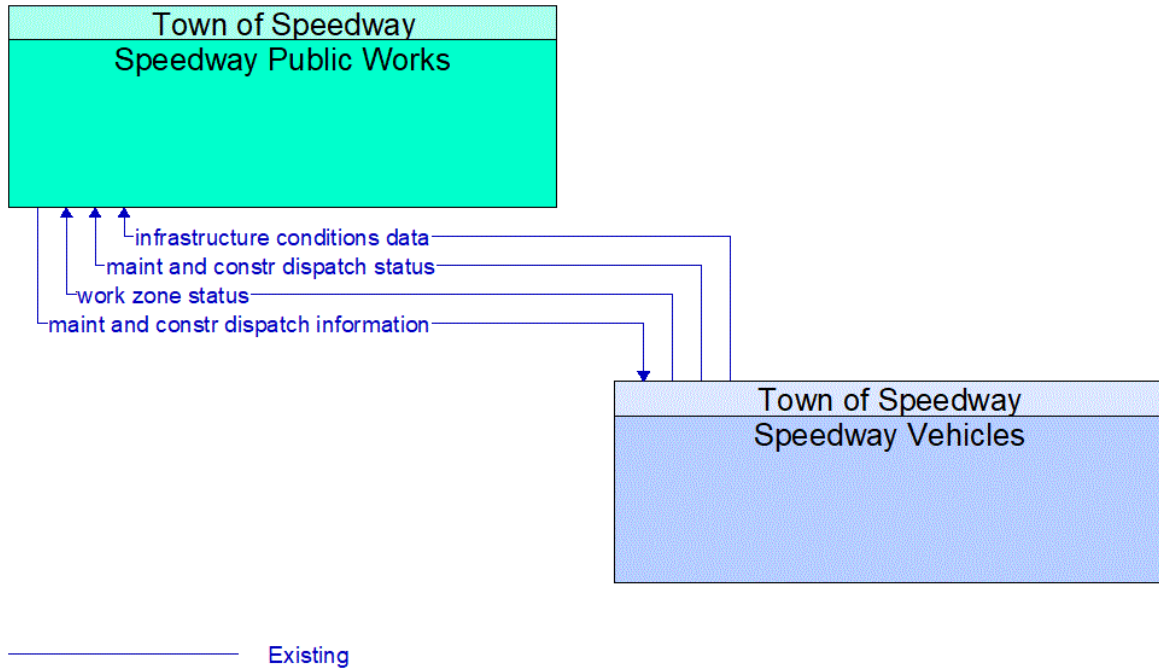 Town of Speedway
Speedway Public Works
infrastructure conditions data
maint and constr dispatch status
work zone status
maint and constr dispatch information
Town of Speedway
Speedway Vehicles
Existing